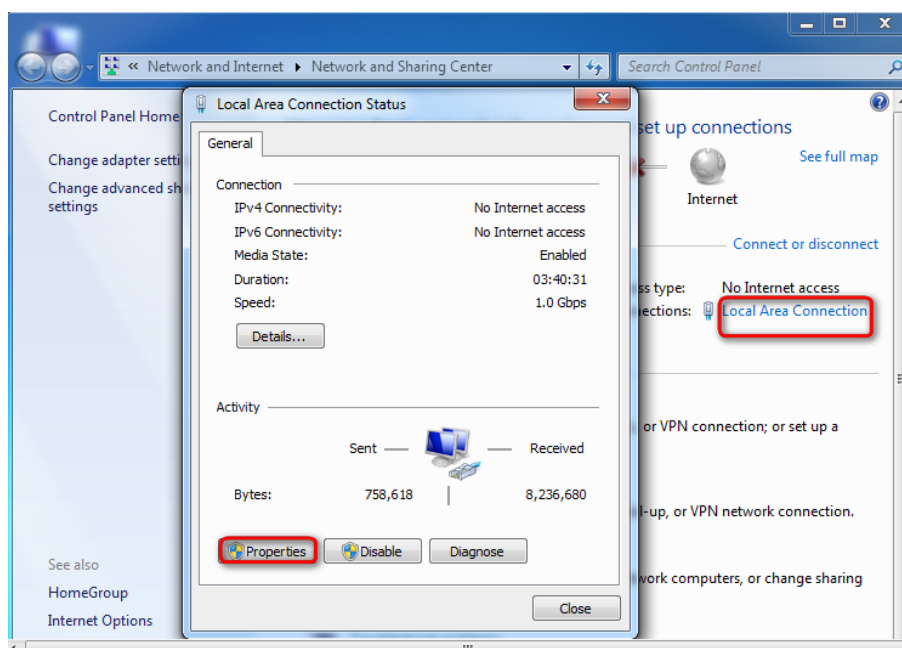 « Network and Internet ▸ Network and Sharing Center
Search Control Panel
Control Panel Home
Change adapter setti
Change advanced sh
settings
See also
HomeGroup
Internet Options
Local Area Connection Status
General
Connection
IPv4 Connectivity: No Internet access
IPv6 Connectivity: No Internet access
Media State: Enabled
Duration: 03:40:31
Speed: 1.0 Gbps
Details...
Activity
Sent — — Received
Bytes: 758,618 | 8,236,680
Properties Disable Diagnose
Close
set up connections
See full map
Internet
Connect or disconnect
ss type: No Internet access
ections: Local Area Connection
or VPN connection; or set up a
l-up, or VPN network connection.
work computers, or change sharing